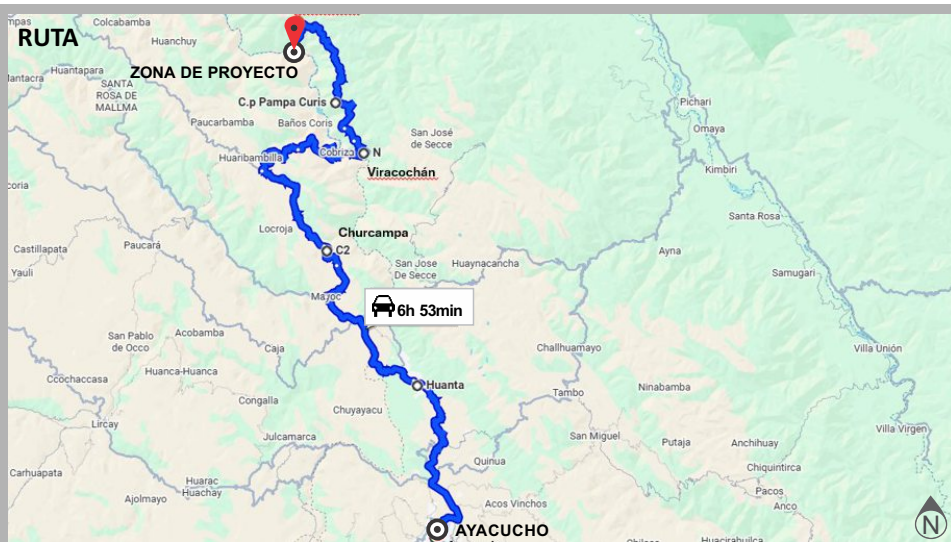 RUTA
mpas
Colcabamba
Huanchuy
ZONA DE PROYECTO
Huantapara
Mantacra
SANTA
ROSA DE
MALLMA
C.p Pampa Curis
Pichari
Paucarbamba
Baños Coris
Omaya
San José
de Secce
Cobriza
N
Huaribambilla
Kimbiri
Viracochán
coria
Santa Rosa
Locroja
Churcampa
C2
Castillapata
Paucará
Ayna
San Jose
De Secce
Huaynacancha
Yauli
Samugari
Mayoc
6h 53min
San Pablo
de Occo
Acobamba
Caja
Challhuamayo
Villa Unión
Ccochaccasa
Huanca-Huanca
Huanta
Ninabamba
Tambo
Congalla
Chuyayacu
Lircay
Villa Virgen
Julcamarca
San Miguel
Putaja
Anchihuay
Quinua
Chiquintirca
Carhuapata
Huarac
Huachay
Pacos
Anco
Ajolmayo
Acos Vinchos
AYACUCHO
N
Huacirahuilca